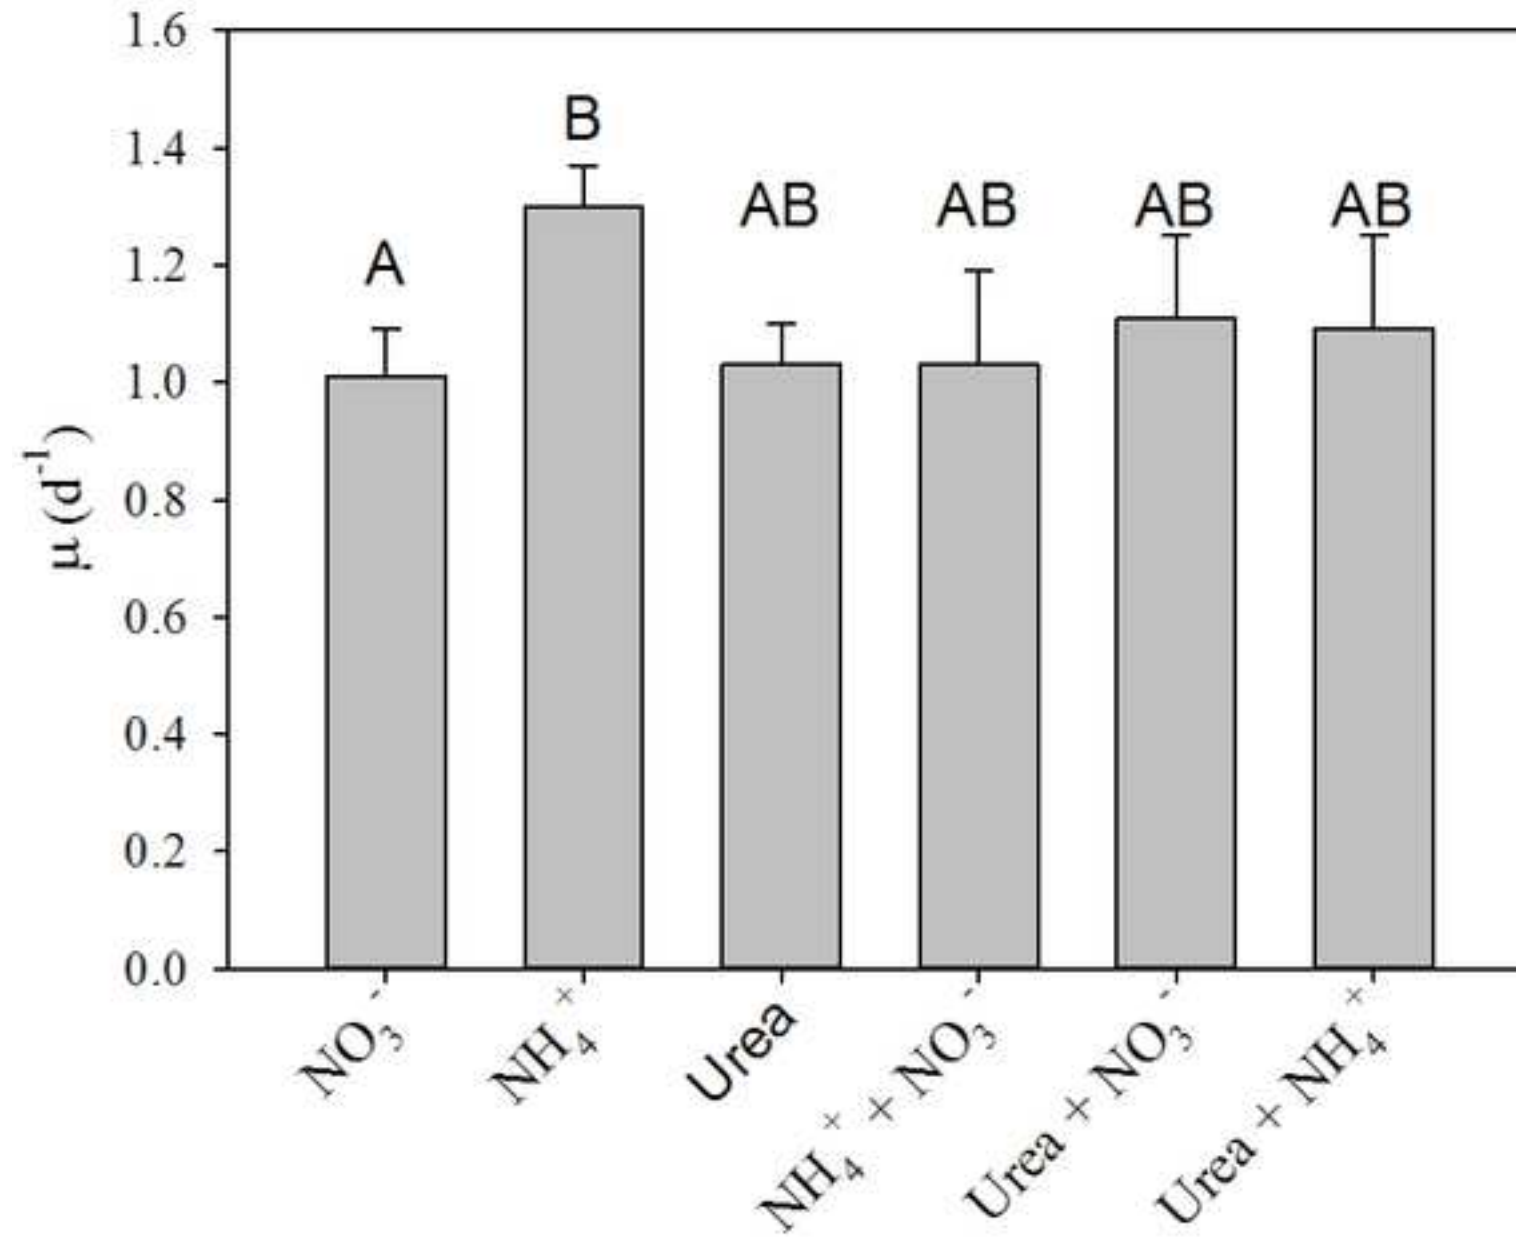 1.6
1.4
1.2
1.0
0.8
0.6
0.4
0.2
0.0
μ (d⁻¹)
A
B
AB
AB
AB
AB
NO₃⁻
NH₄⁺
Urea
NH₄⁺ + NO₃⁻
Urea + NO₃⁻
Urea + NH₄⁺